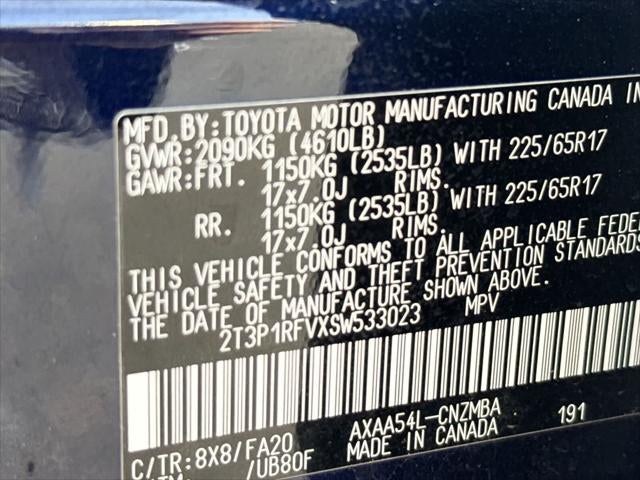 MFD. BY:TOYOTA MOTOR MANUFACTURING CANADA IN
GVWR:2090KG (4610LB)
GAWR:FRT. 1150KG (2535LB) WITH 225/65R17
17x7.0J RIMS.
RR. 1150KG (2535LB) WITH 225/65R17
17x7.0J RIMS.
THIS VEHICLE CONFORMS TO ALL APPLICABLE FEDE
VEHICLE SAFETY AND THEFT PREVENTION STANDARDS
THE DATE OF MANUFACTURE SHOWN ABOVE.
2T3P1RFVXSW533023 MPV
AXAA54L-CNZMBA 191
C/TR:8X8/FA20 MADE IN CANADA
/UB80F